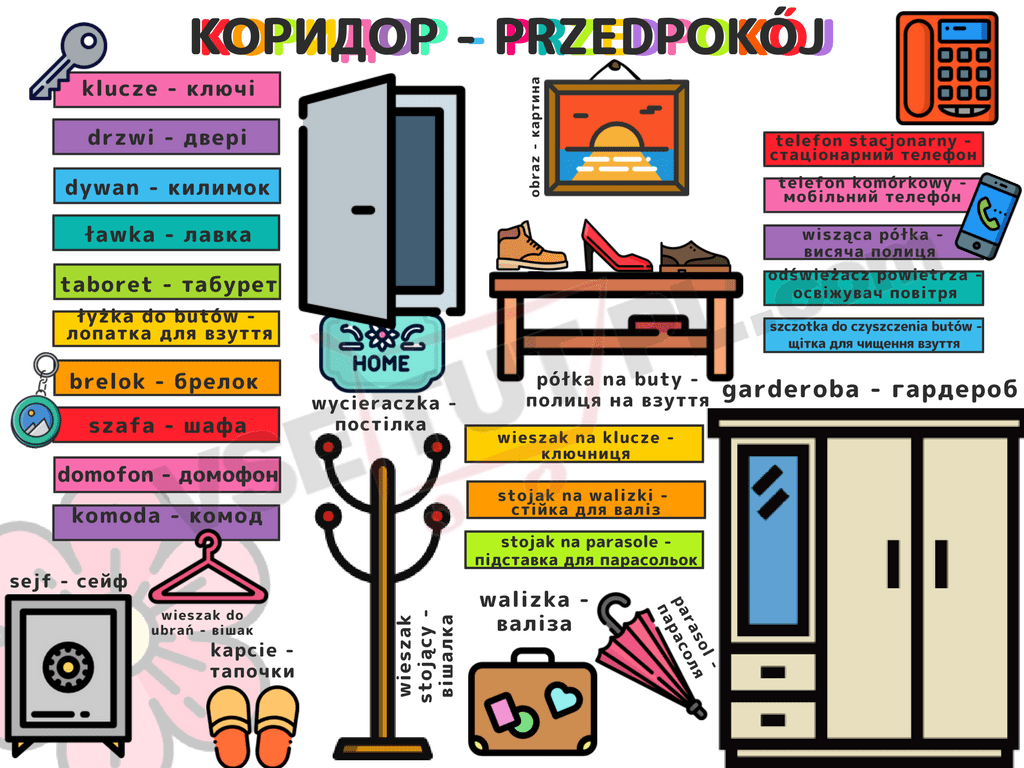 КОРИДОР - PRZEDPOKÓJ
klucze - ключі
drzwi - двері
dywan - килимок
ławka - лавка
taboret - табурет
łyżka do butów -
лопатка для взуття
brelok - брелок
szafa - шафа
domofon - домофон
komoda - комод
sejf - сейф
wieszak do
ubrań - вішак
kapcie -
тапочки
HOME
wycieraczka -
постілка
wieszak
stojący -
вішалка
obraz - картина
półka na buty -
полиця на взуття
wieszak na klucze -
ключниця
stojak na walizki -
стійка для валіз
stojak na parasole -
підставка для парасольок
walizka -
валіза
parasol -
парасоля
telefon stacjonarny -
стаціонарний телефон
telefon komórkowy -
мобільний телефон
wisząca półka -
висяча полиця
odświeżacz powietrza -
освіжувач повітря
szczotka do czyszczenia butów -
щітка для чищення взуття
garderoba - гардероб
VSETUTPL.com